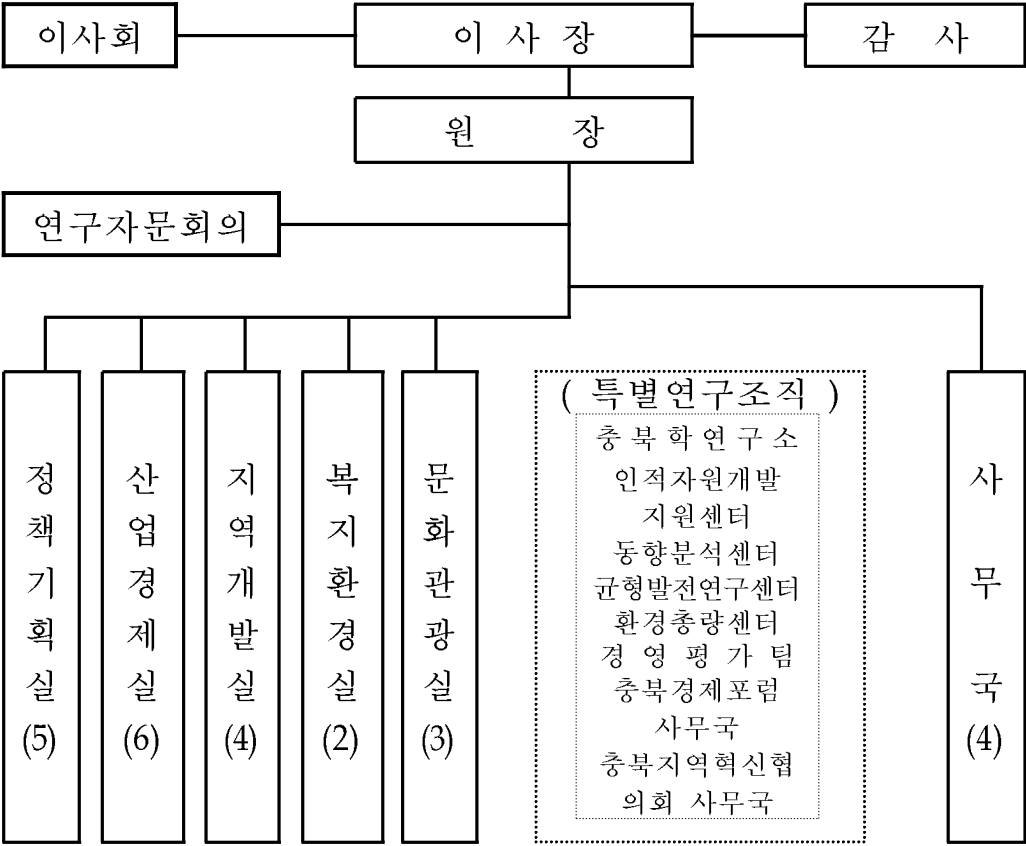 이사회
이 사 장
감 사
원 장
연구자문회의
정책기획실(5)
산업경제실(6)
지역개발실(4)
복지환경실(2)
문화관광실(3)
( 특별연구조직 )
충북학연구소
인적자원개발
지원센터
동향분석센터
균형발전연구센터
환경총량센터
경 영 평 가 팀
충북경제포럼
사무국
충북지역혁신협
의회 사무국
사무국(4)